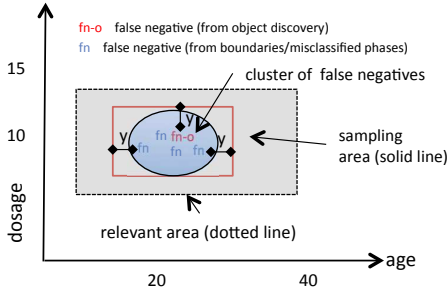 fn-o false negative (from object discovery)
fn false negative (from boundaries/misclassified phases)
cluster of false negatives
15
10
dosage
y
y
y
fn
fn-o
fn
fn
fn
sampling
area (solid line)
relevant area (dotted line)
age
20
40